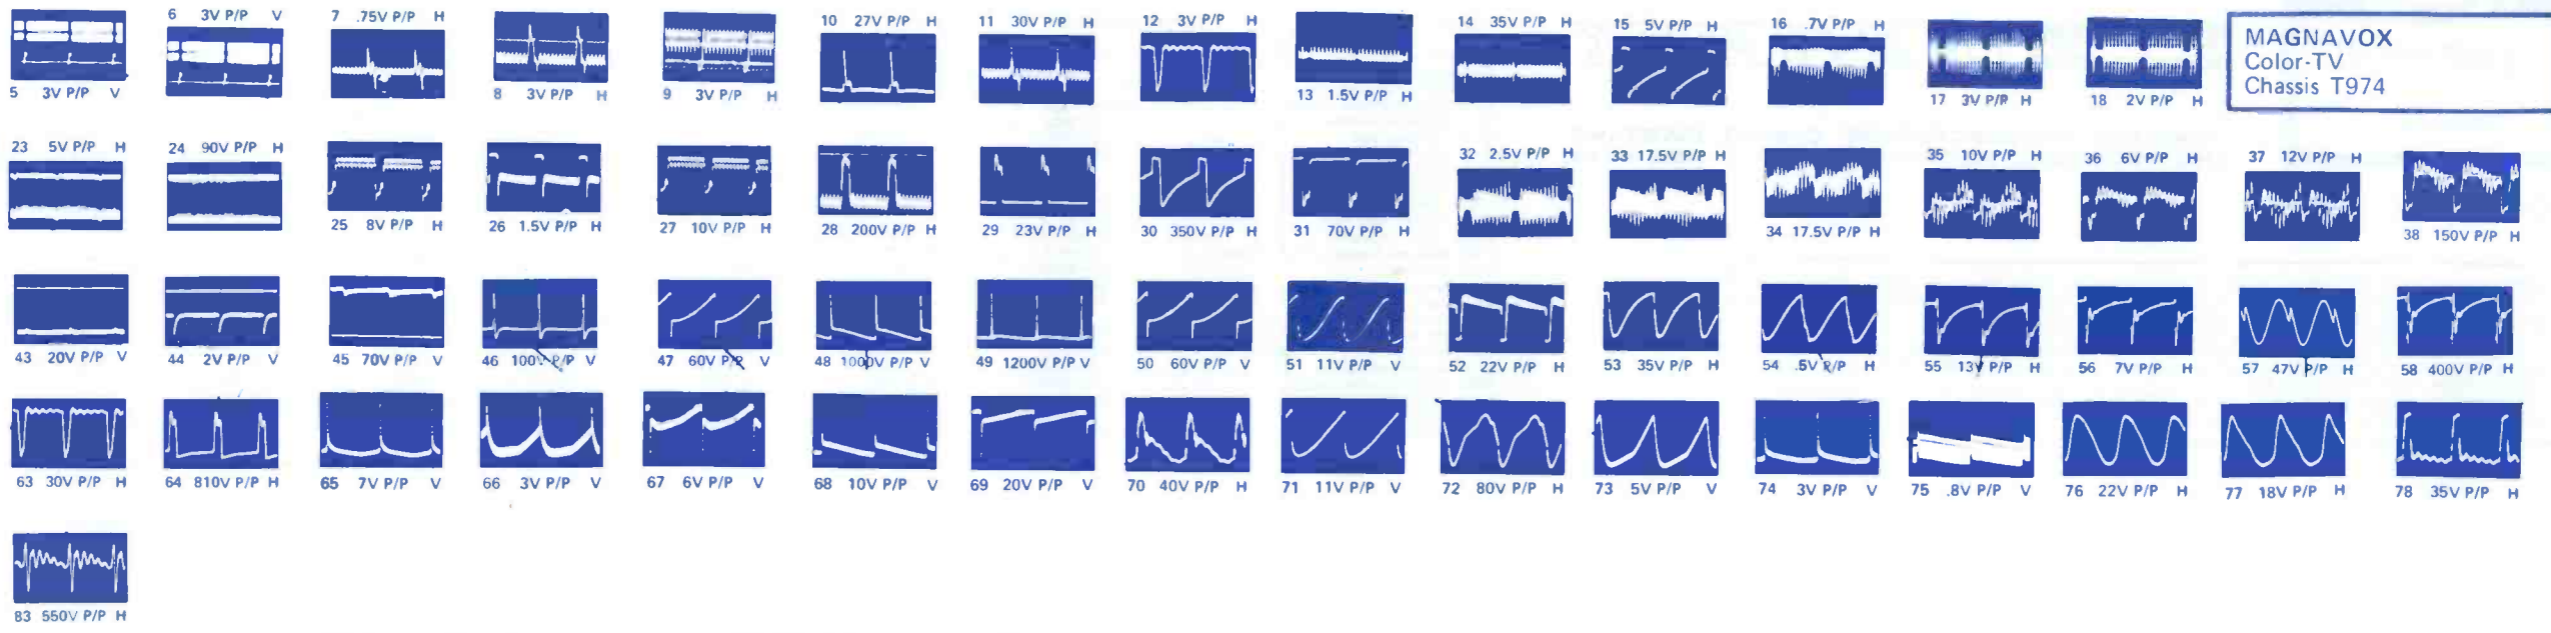 5 3V P/P V
6 3V P/P V
7 .75V P/P H
8 3V P/P H
9 3V P/P H
10 27V P/P H
11 30V P/P H
12 3V P/P H
13 1.5V P/P H
14 35V P/P H
15 5V P/P H
16 .7V P/P H
17 3V P/P H
18 2V P/P H
MAGNAVOX
Color-TV
Chassis T974
23 5V P/P H
24 90V P/P H
25 8V P/P H
26 1.5V P/P H
27 10V P/P H
28 200V P/P H
29 23V P/P H
30 350V P/P H
31 70V P/P H
32 2.5V P/P H
33 17.5V P/P H
34 17.5V P/P H
35 10V P/P H
36 6V P/P H
37 12V P/P H
38 150V P/P H
43 20V P/P V
44 2V P/P V
45 70V P/P V
46 100V P/P V
47 60V P/P V
48 1000V P/P V
49 1200V P/P V
50 60V P/P V
51 11V P/P V
52 22V P/P H
53 35V P/P H
54 .5V P/P H
55 13V P/P H
56 7V P/P H
57 47V P/P H
58 400V P/P H
63 30V P/P H
64 810V P/P H
65 7V P/P V
66 3V P/P V
67 6V P/P V
68 10V P/P V
69 20V P/P V
70 40V P/P H
71 11V P/P V
72 80V P/P H
73 5V P/P V
74 3V P/P V
75 .8V P/P V
76 22V P/P H
77 18V P/P H
78 35V P/P H
83 550V P/P H